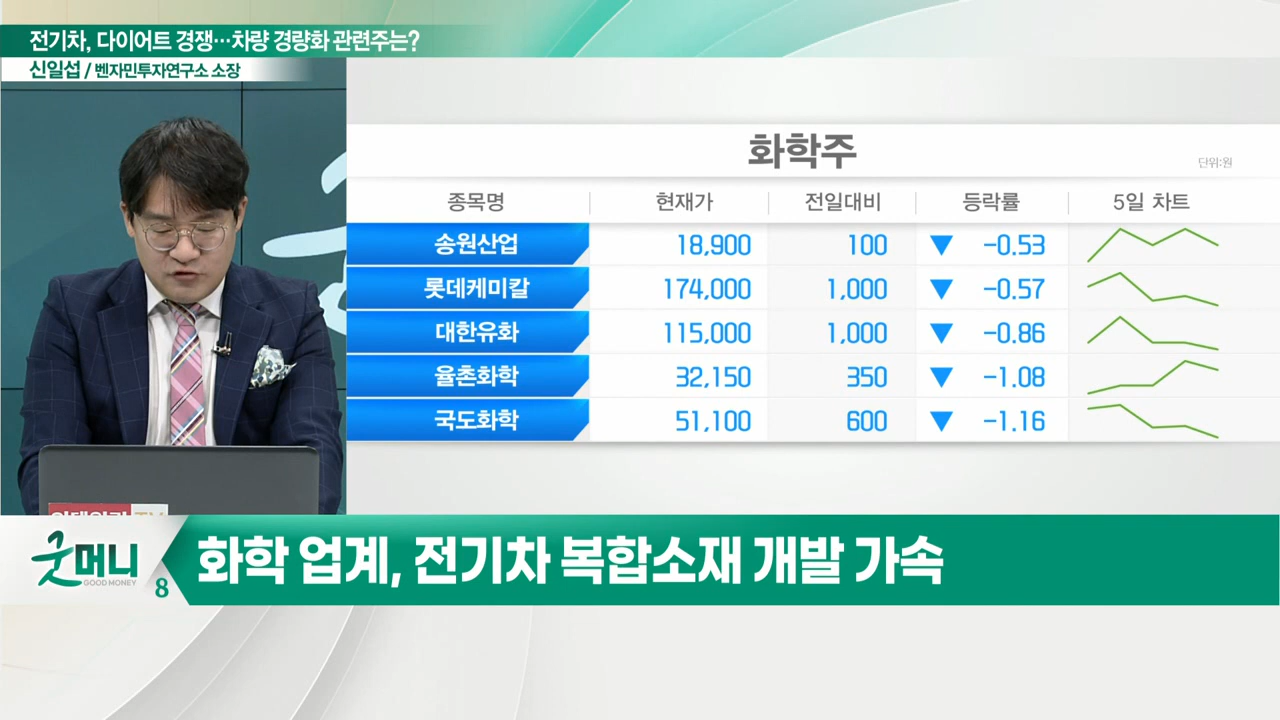 전기차, 다이어트 경쟁…차량 경량화 관련주는?
신일섭 / 벤자민투자연구소 소장
화학주
단위:원
종목명 현재가 전일대비 등락률 5일 차트
송원산업 18,900 100 ▼ -0.53
롯데케미칼 174,000 1,000 ▼ -0.57
대한유화 115,000 1,000 ▼ -0.86
율촌화학 32,150 350 ▼ -1.08
국도화학 51,100 600 ▼ -1.16
굿머니
GOOD MONEY
8
화학 업계, 전기차 복합소재 개발 가속